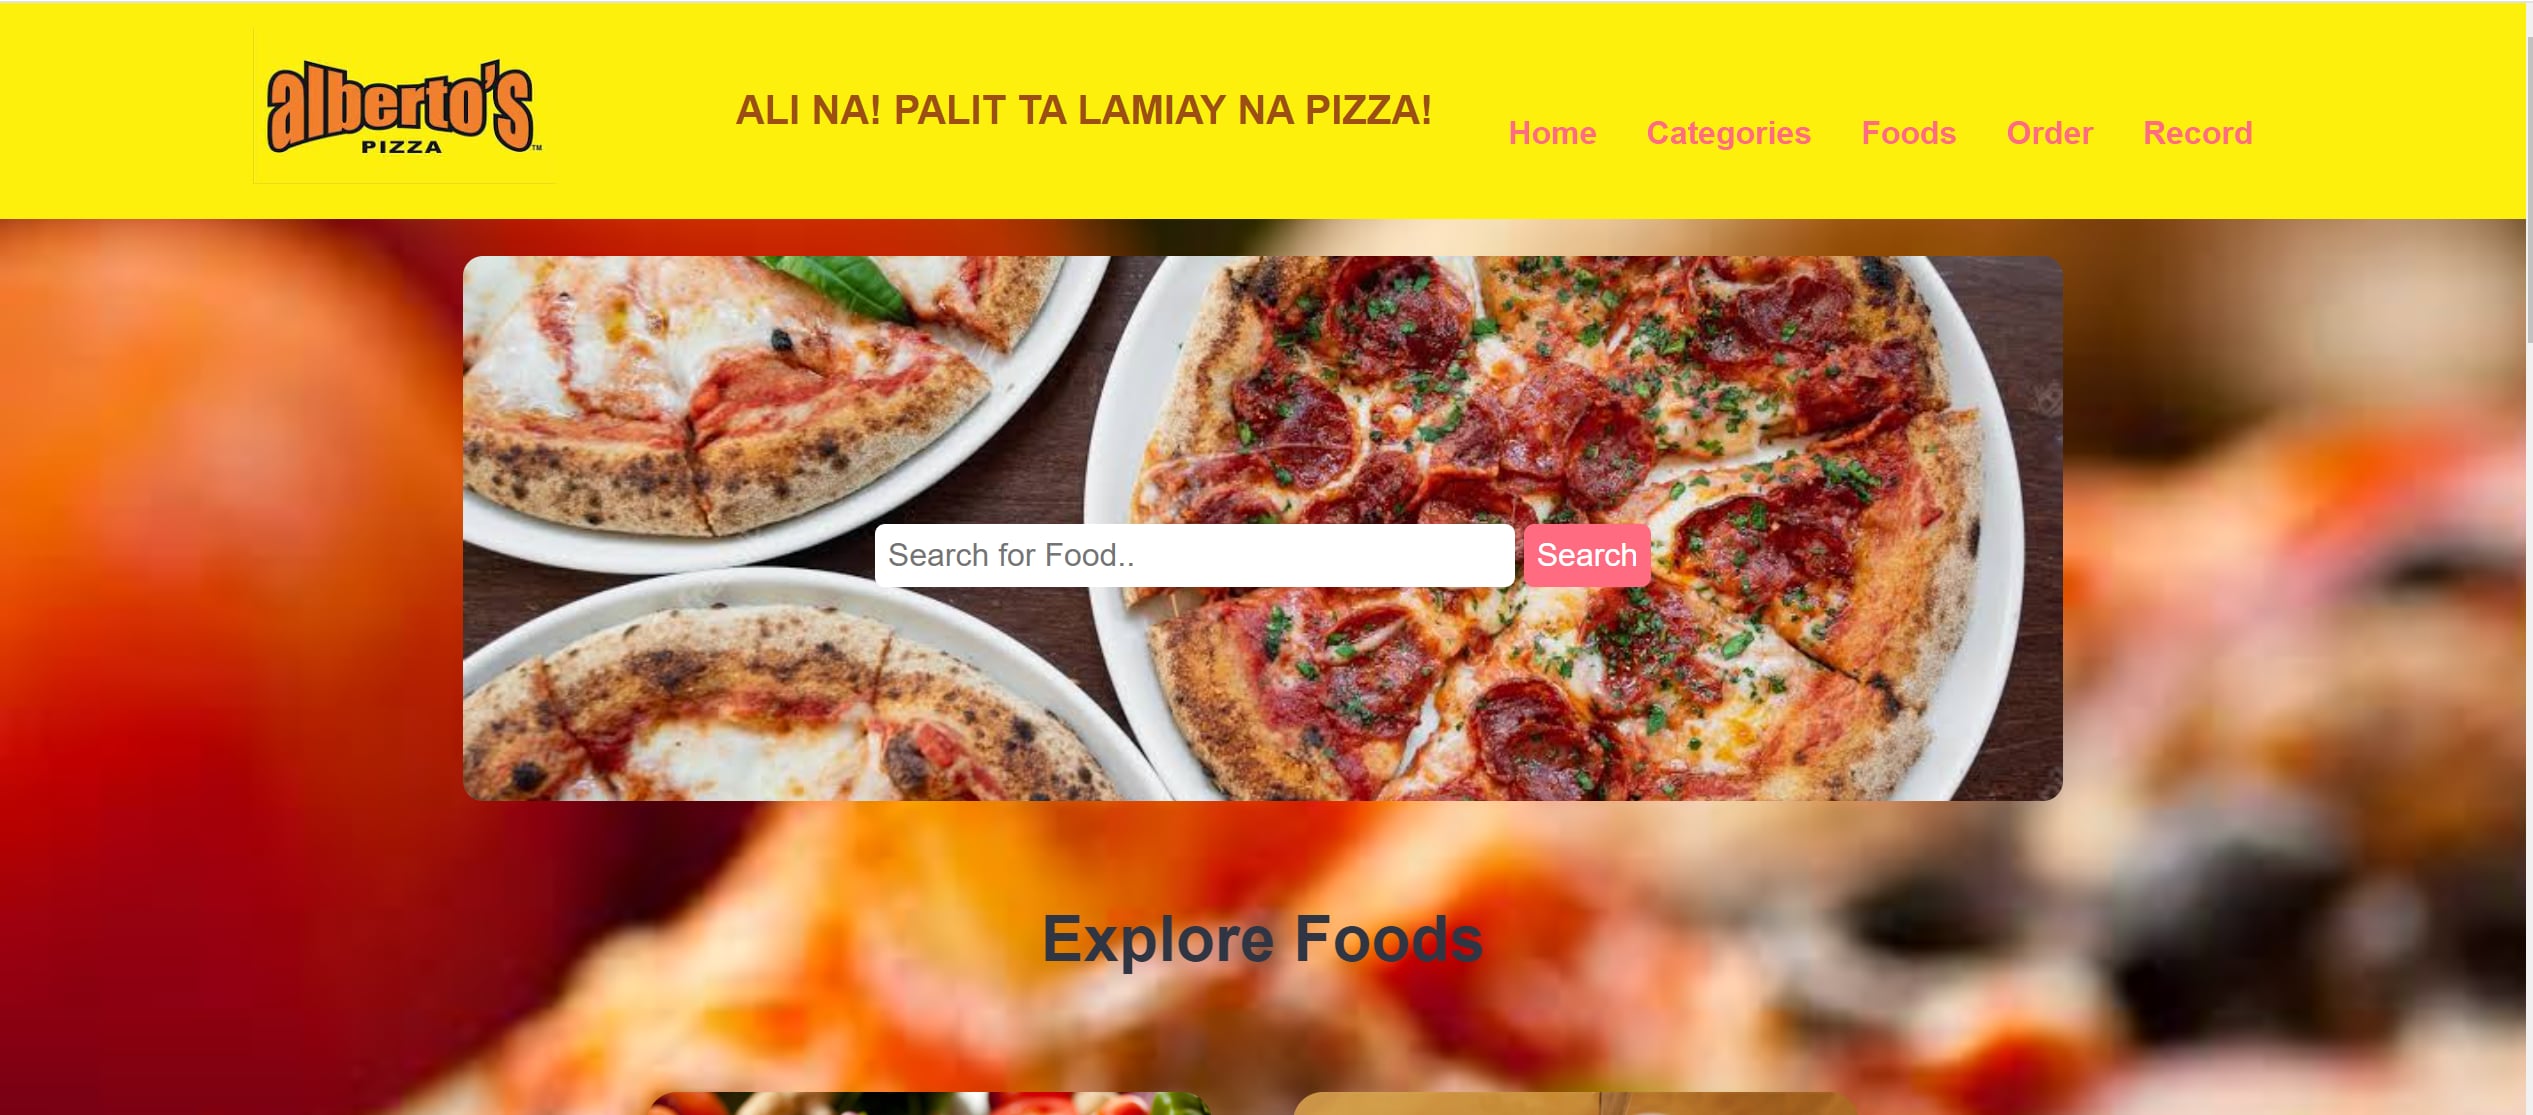 alberto's
PIZZA
TM
ALI NA! PALIT TA LAMIAY NA PIZZA!
Home Categories Foods Order Record
Search for Food.. Search
Explore Foods